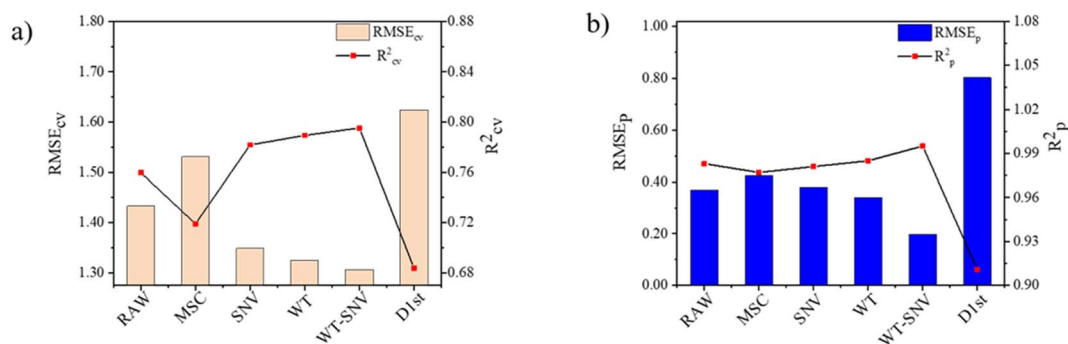 a)
RMSEcv
R²cv
1.80
1.70
1.60
1.50
1.40
1.30
RMSEcv
0.88
0.84
0.80
0.76
0.72
0.68
R²cv
RAW
MSC
SNV
WT
WT-SNV
D1st
b)
RMSEp
R²p
1.00
0.80
0.60
0.40
0.20
0.00
RMSEP
1.08
1.05
1.02
0.99
0.96
0.93
0.90
R²p
RAW
MSC
SNV
WT
WT-SNV
D1st